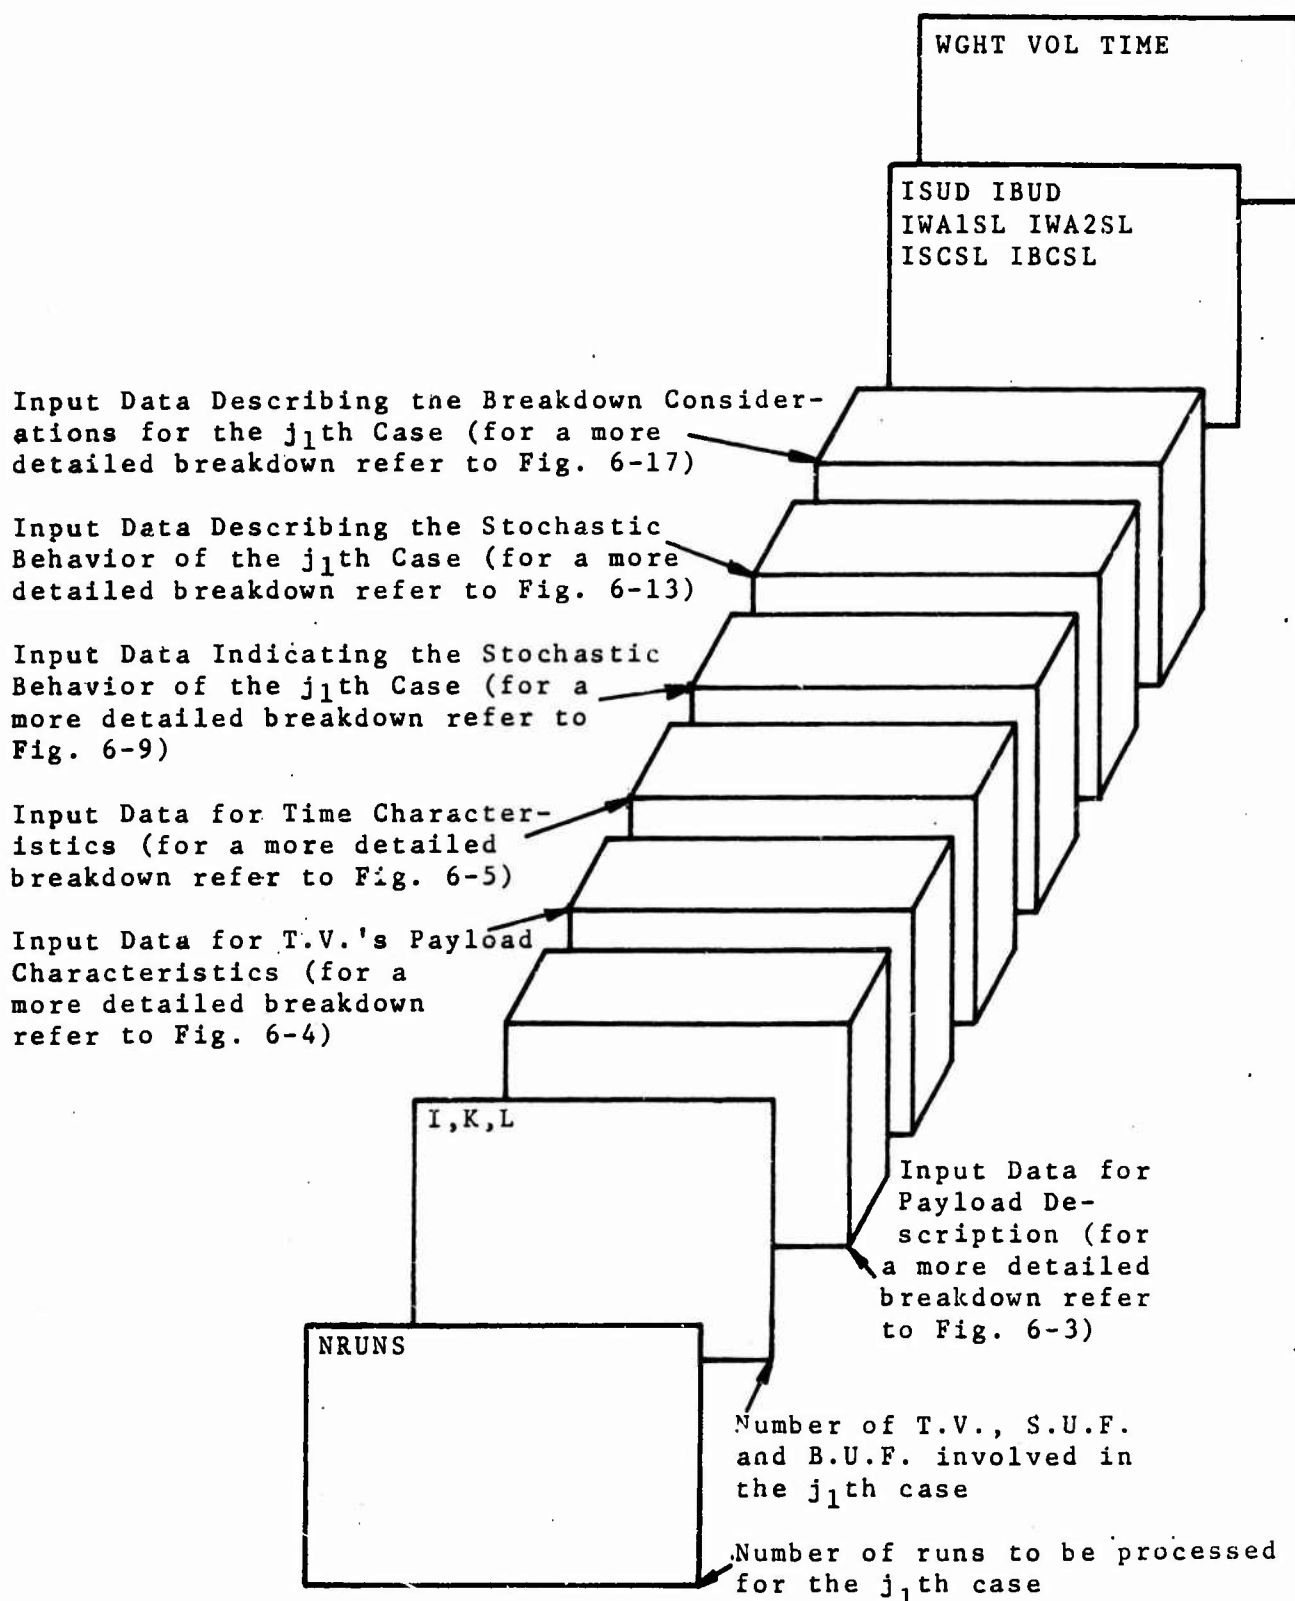 WGHT VOL TIME
ISUD IBUD
IWA1SL IWA2SL
ISCSL IBCSL
Input Data Describing tne Breakdown Consider-
ations for the j1th Case (for a more
detailed breakdown refer to Fig. 6-17)
Input Data Describing the Stochastic
Behavior of the j1th Case (for a more
detailed breakdown refer to Fig. 6-13)
Input Data Indicating the Stochastic
Behavior of the j1th Case (for a
more detailed breakdown refer to
Fig. 6-9)
Input Data for Time Character-
istics (for a more detailed
breakdown refer to Fig. 6-5)
Input Data for T.V.'s Payload
Characteristics (for a
more detailed breakdown
refer to Fig. 6-4)
I,K,L
Input Data for
Payload De-
scription (for
a more detailed
breakdown refer
to Fig. 6-3)
NRUNS
Number of T.V., S.U.F.
and B.U.F. involved in
the j1th case
Number of runs to be processed
for the j1th case